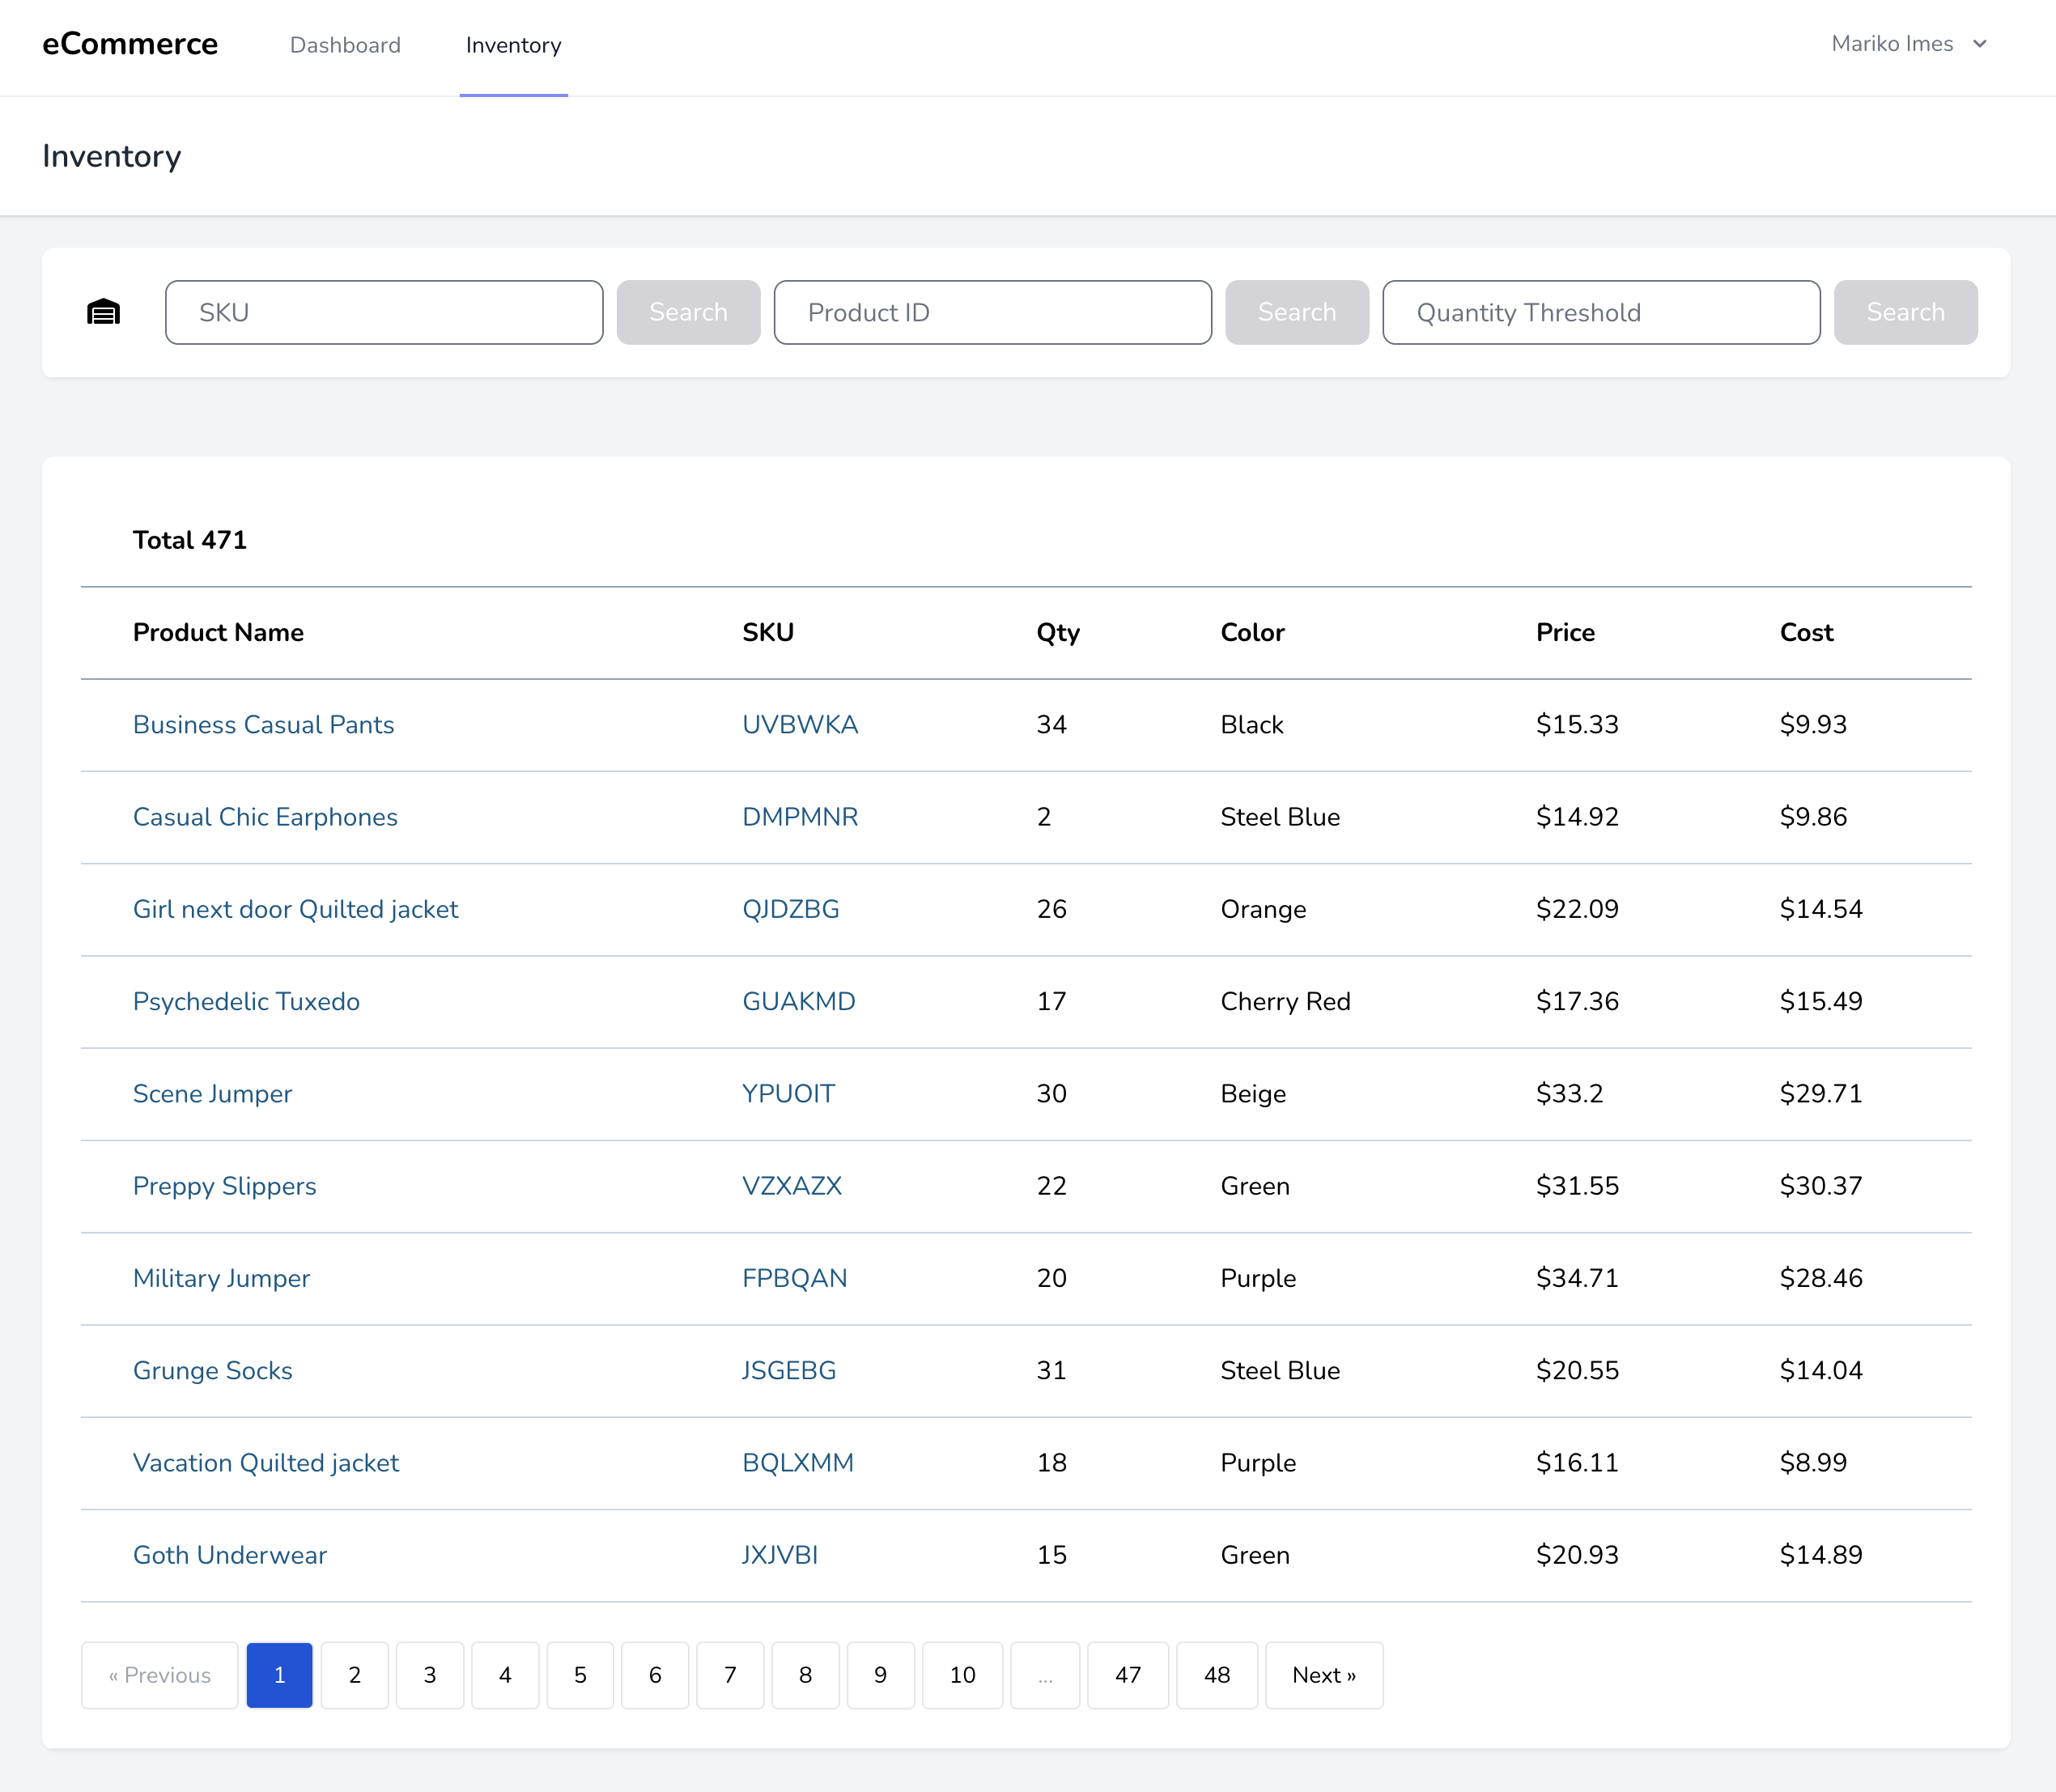 eCommerce Dashboard Inventory Mariko Imes
Inventory
SKU Search Product ID Search Quantity Threshold Search
Total 471
Product Name SKU Qty Color Price Cost
Business Casual Pants UVBWKA 34 Black $15.33 $9.93
Casual Chic Earphones DMPMNR 2 Steel Blue $14.92 $9.86
Girl next door Quilted jacket QJDZBG 26 Orange $22.09 $14.54
Psychedelic Tuxedo GUAKMD 17 Cherry Red $17.36 $15.49
Scene Jumper YPUOIT 30 Beige $33.2 $29.71
Preppy Slippers VZXAZX 22 Green $31.55 $30.37
Military Jumper FPBQAN 20 Purple $34.71 $28.46
Grunge Socks JSGEBG 31 Steel Blue $20.55 $14.04
Vacation Quilted jacket BQLXMM 18 Purple $16.11 $8.99
Goth Underwear JXJVBI 15 Green $20.93 $14.89
« Previous 1 2 3 4 5 6 7 8 9 10 ... 47 48 Next »